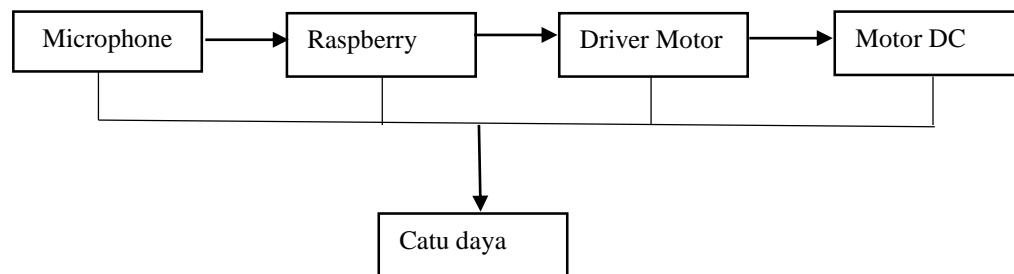 Microphone
Raspberry
Driver Motor
Motor DC
Catu daya